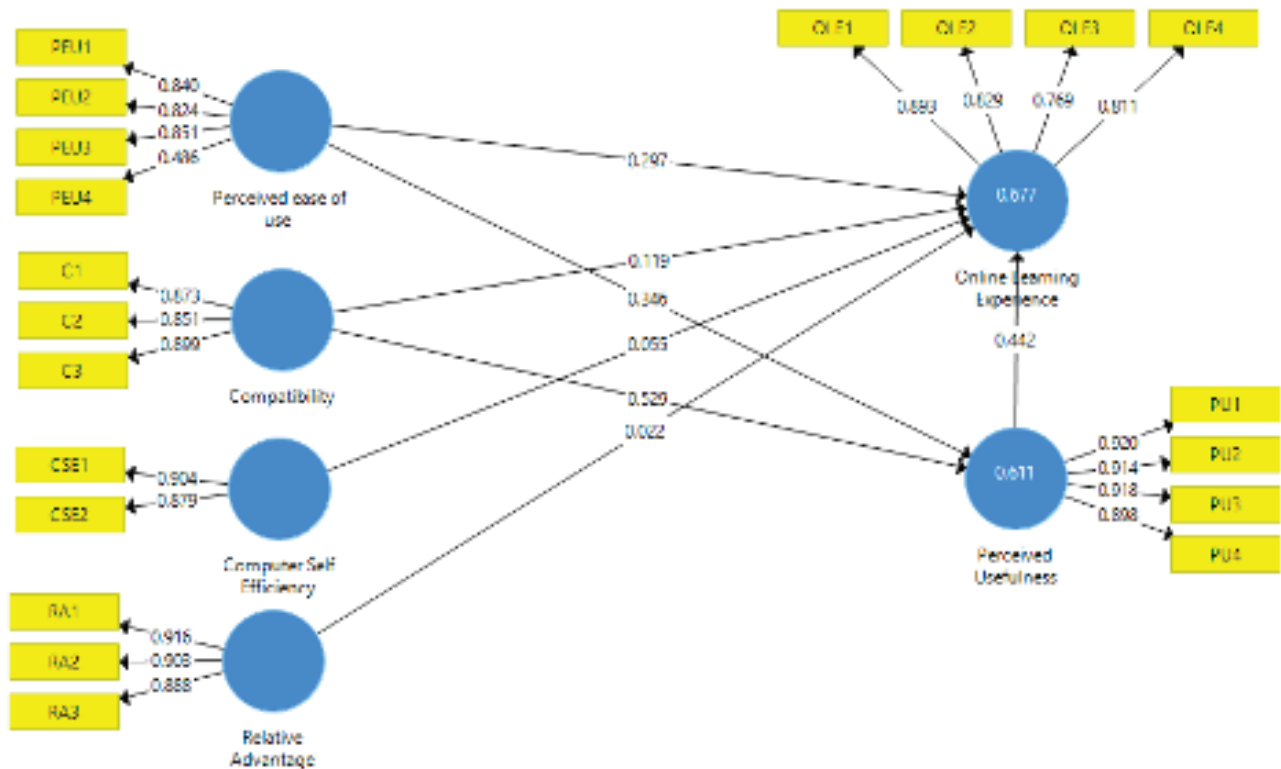 PEU1
PEU2
PEU3
PEU4
0.840
0.824
0.851
0.486
Perceived ease of
use
C1
C2
C3
0.873
0.851
0.899
Compatibility
CSE1
CSE2
0.904
0.879
Computer Self
Efficiency
RA1
RA2
RA3
0.916
0.903
0.888
Relative
Advantage
0.297
0.119
0.346
0.055
0.529
0.022
OLE1
OLE2
OLE3
OLE4
0.893
0.829
0.769
0.811
0.677
Online Learning
Experience
0.442
0.611
Perceived
Usefulness
0.920
0.914
0.918
0.898
PU1
PU2
PU3
PU4